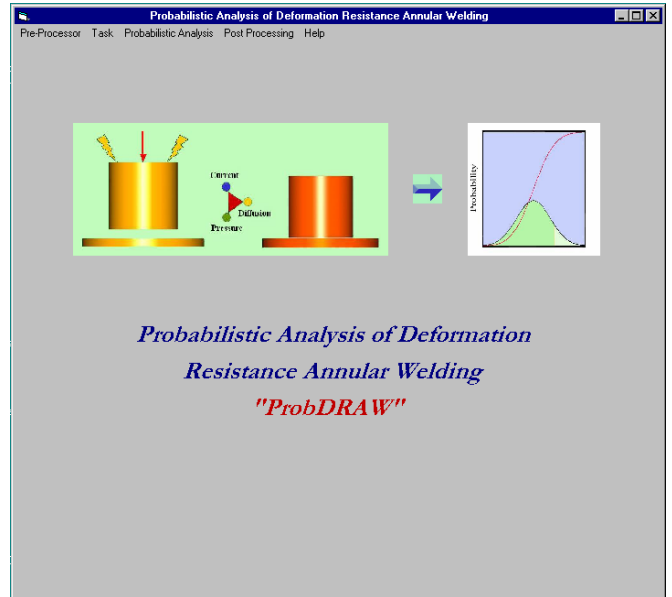 Probabilistic Analysis of Deformation Resistance Annular Welding
Pre-Processor Task Probabilistic Analysis Post Processing Help
Current
Diffusion
Pressure
Probability
Probabilistic Analysis of Deformation
Resistance Annular Welding
"ProbDRAW"